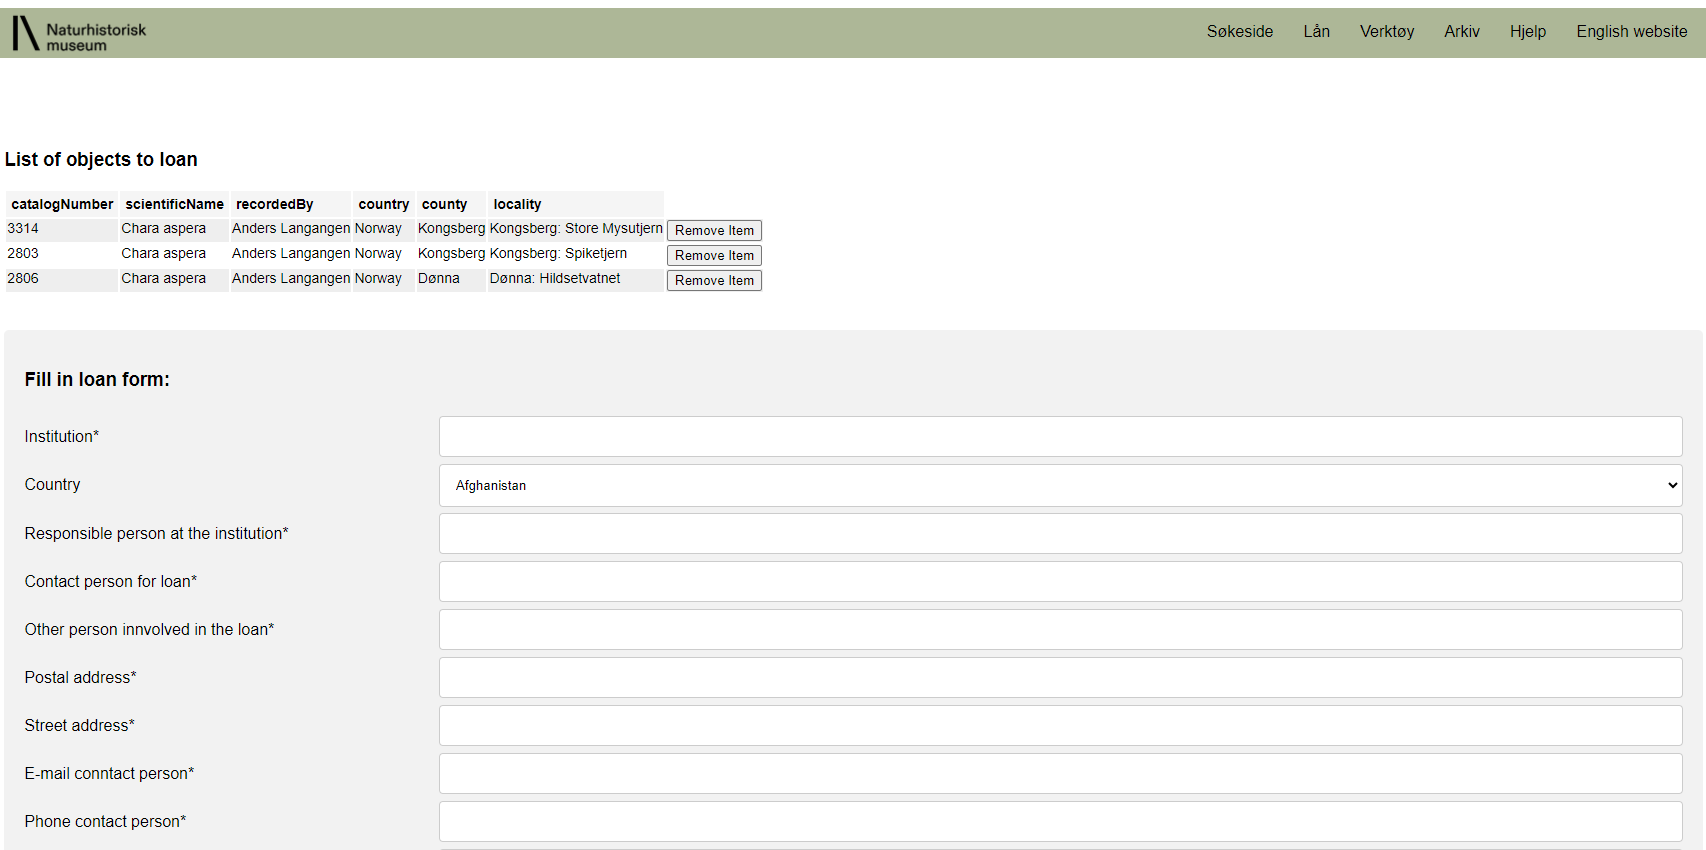 Naturhistorisk
museum
Søkeside Lån Verktøy Arkiv Hjelp English website
List of objects to loan
catalogNumber scientificName recordedBy country county locality
3314 Chara aspera Anders Langangen Norway Kongsberg Kongsberg: Store Mysutjern Remove Item
2803 Chara aspera Anders Langangen Norway Kongsberg Kongsberg: Spiketjern Remove Item
2806 Chara aspera Anders Langangen Norway Dønna Dønna: Hildsetvatnet Remove Item
Fill in loan form:
Institution*
Country Afghanistan
Responsible person at the institution*
Contact person for loan*
Other person innvolved in the loan*
Postal address*
Street address*
E-mail conntact person*
Phone contact person*